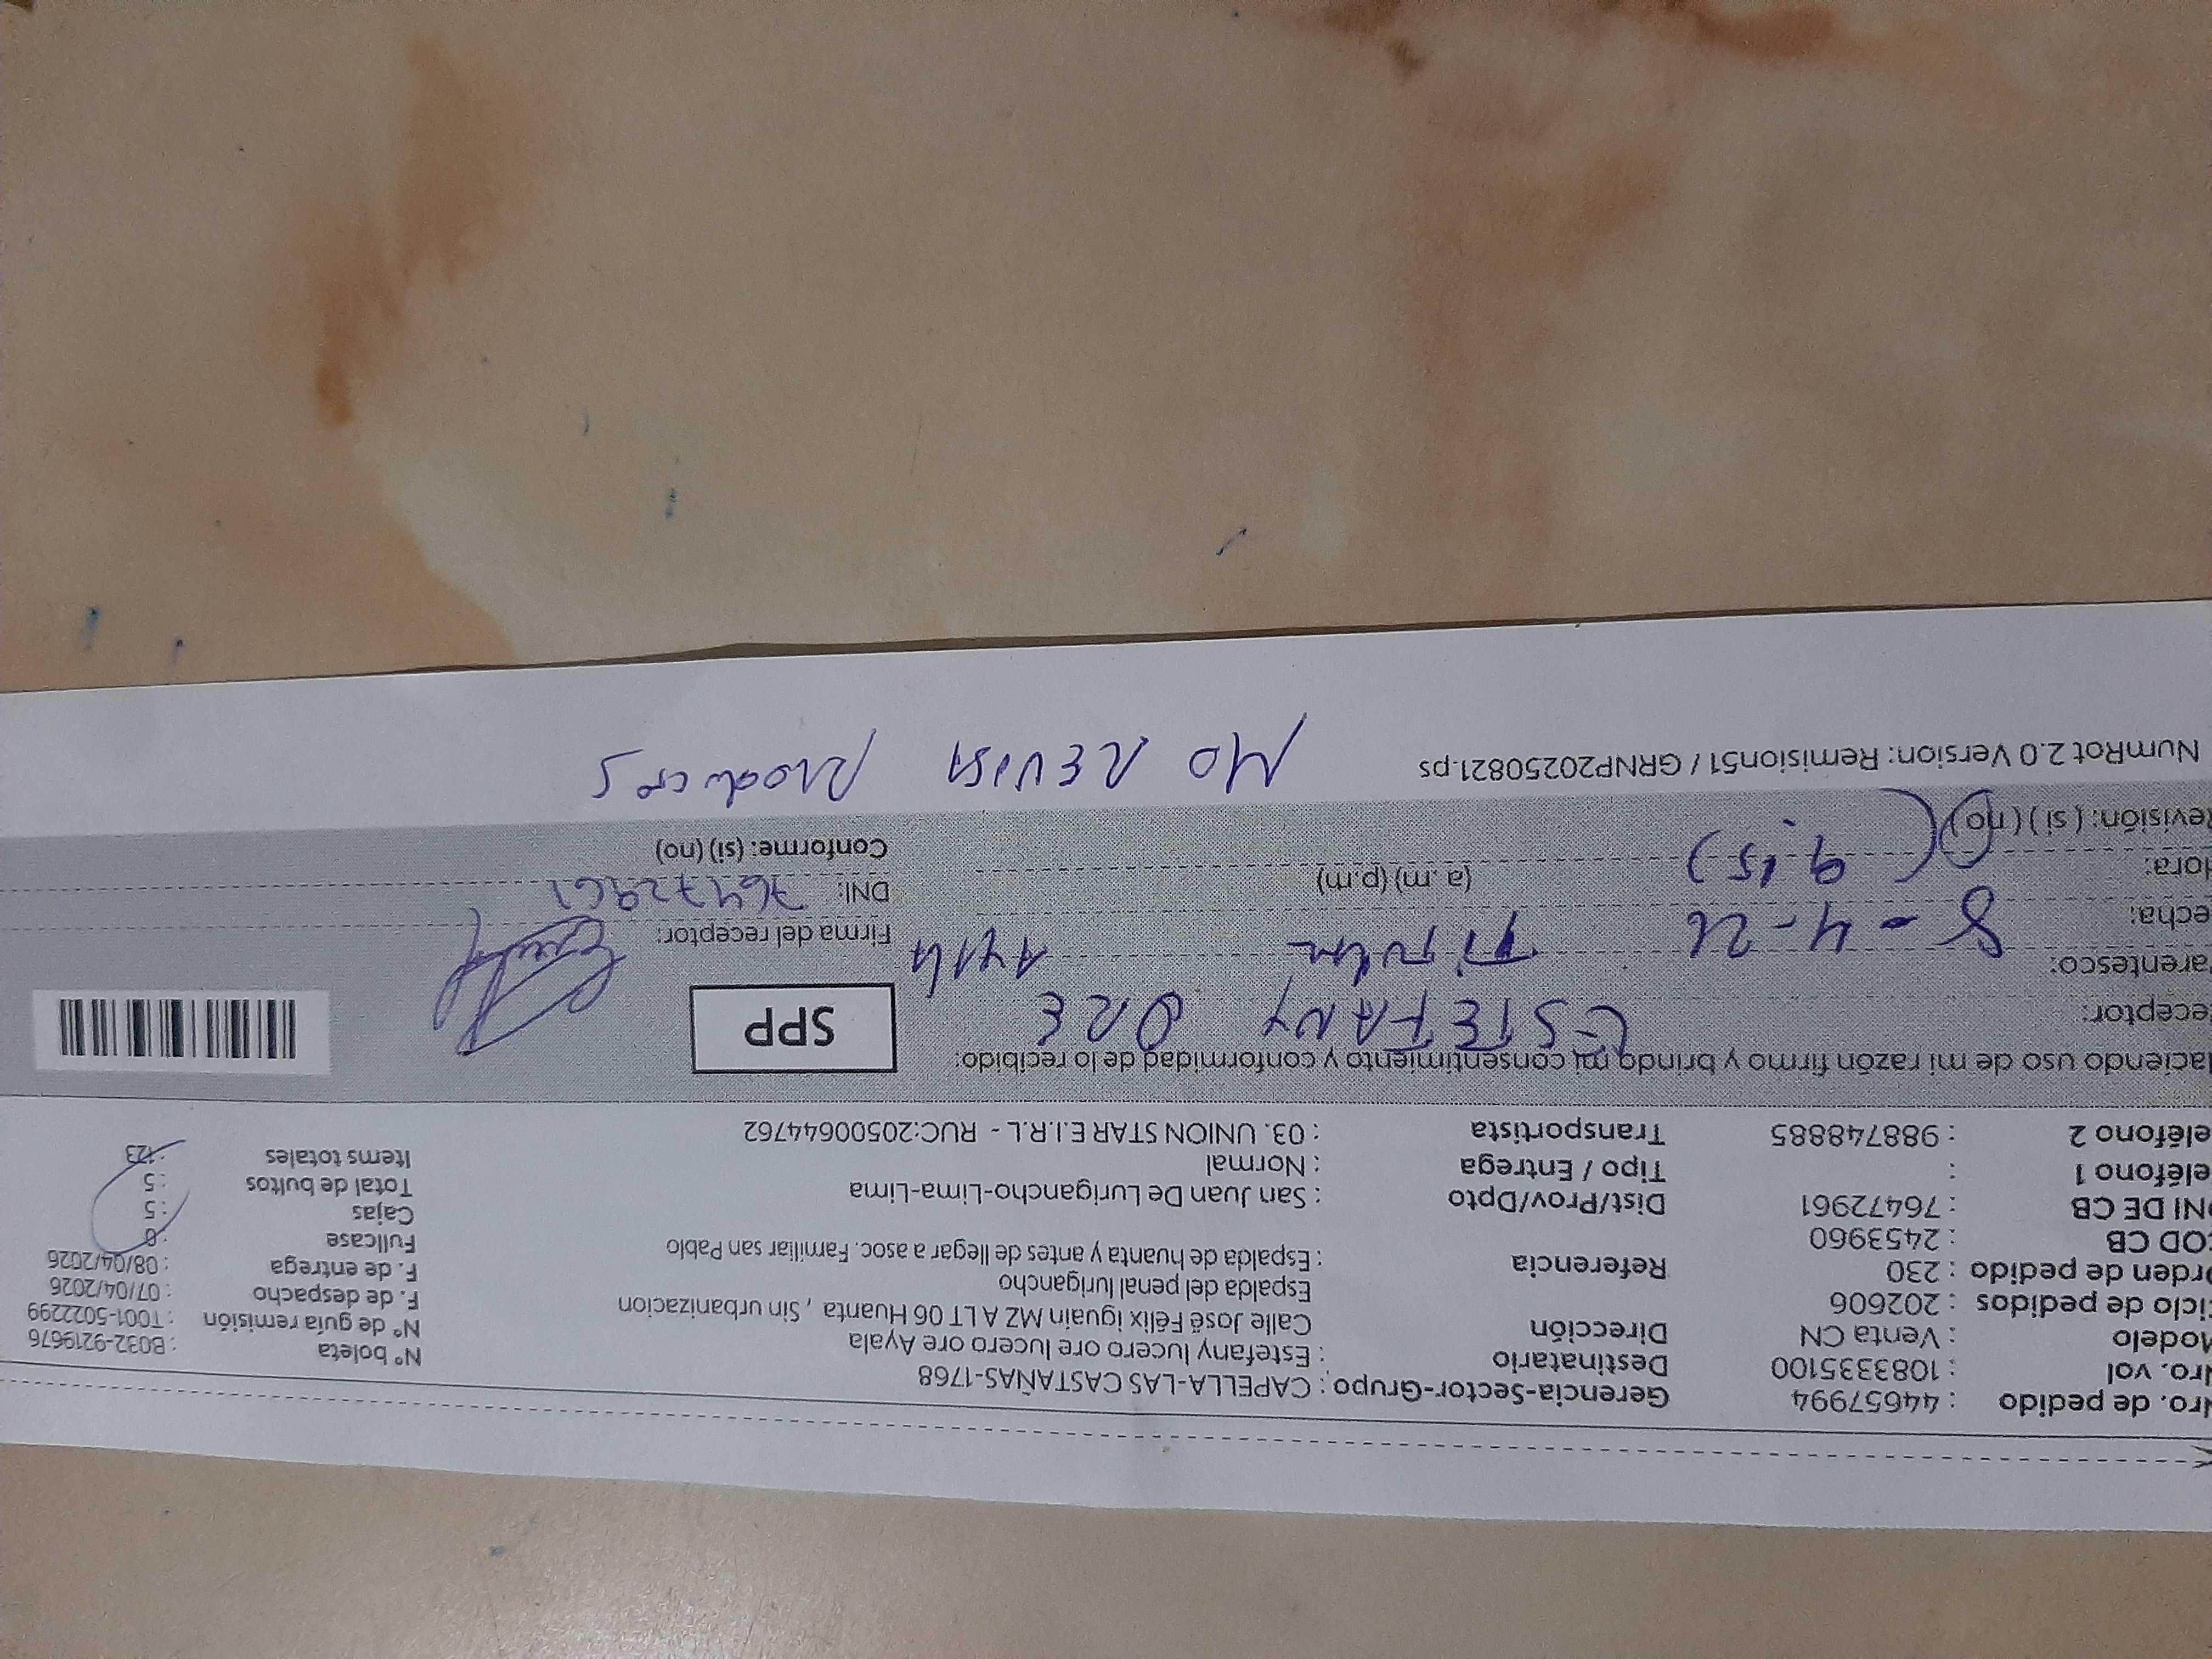 Nro. de pedido : 44657994 Gerencia-Sector-Grupo : CAPELLA-LAS CASTAÑAS-1768 N° boleta : B032-9219676
Nro. vol : 108335100 Destinatario : Estefany lucero ore lucero ore Ayala N° de guía remisión : T001-5022299
Modelo : Venta CN Dirección Calle José Félix iguain MZ A LT 06 Huanta , Sin urbanizacion F. de despacho : 07/04/2026
Ciclo de pedidos : 202606 Espalda del penal lurigancho F. de entrega : 08/04/2026
Orden de pedido : 230 Referencia : Espalda de huanta y antes de llegar a asoc. Familiar san Pablo Fullcase : 0
COD CB : 2453960 Cajas : 5
DNI DE CB : 76472961 Dist/Prov/Dpto : San Juan De Lurigancho-Lima-Lima Total de bultos : 5
Teléfono 1 : Tipo / Entrega : Normal Items totales : 123
Teléfono 2 : 988748885 Transportista : 03. UNION STAR E.I.R.L - RUC:20500644762
Haciendo uso de mi razón firmo y brindo mi consentimiento y conformidad de lo recibido:
Receptor: ESTEFANY ORE SPP
Parentesco: Titular Firma del receptor:
Fecha: 8-4-26 DNI: 76472961
Hora: 9:15 (a. m) (p.m) Conforme: (si) (no)
Revisión: ( si ) ( no )
NumRot 2.0 Version: Remision51 / GRNP20250821.ps NO REVISA